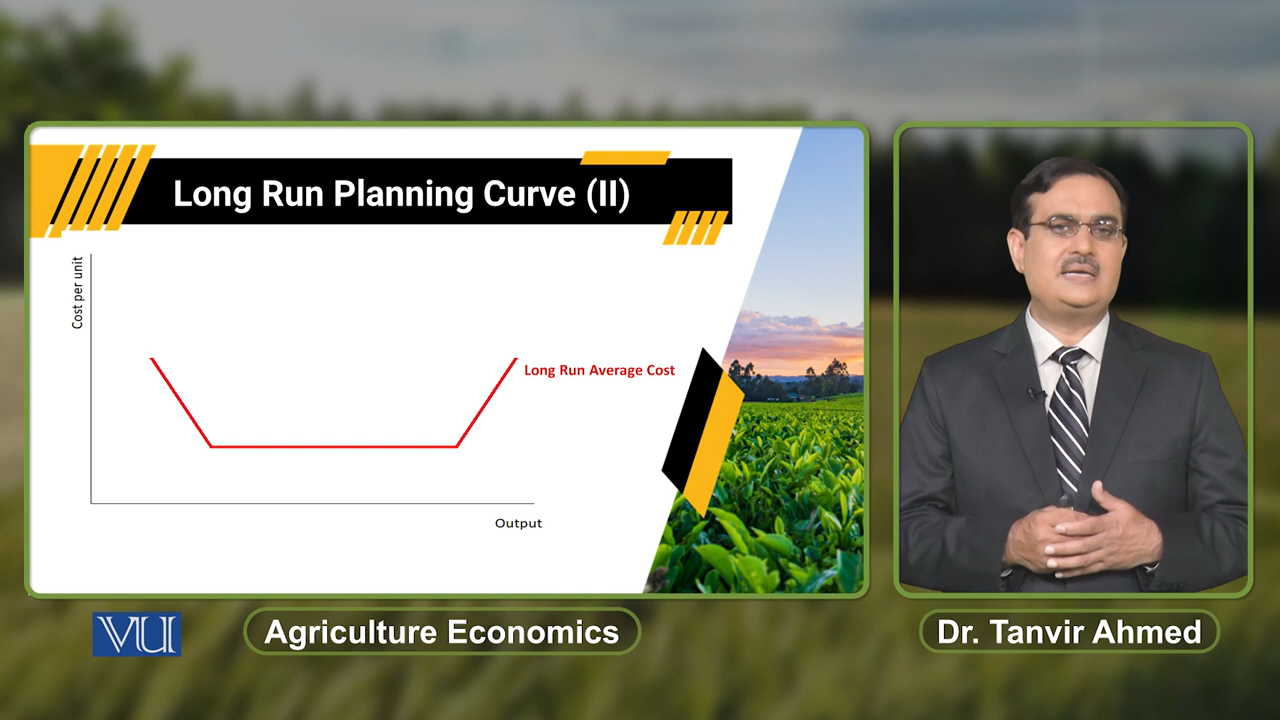 Long Run Planning Curve (II)
Cost per unit
Long Run Average Cost
Output
VU
Agriculture Economics
Dr. Tanvir Ahmed